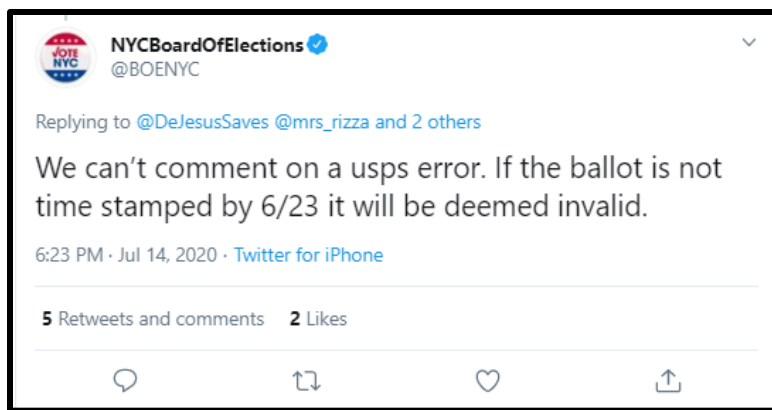 VOTE
NYC
NYCBoardOfElections
@BOENYC
Replying to @DeJesusSaves @mrs_rizza and 2 others
We can’t comment on a usps error. If the ballot is not
time stamped by 6/23 it will be deemed invalid.
6:23 PM · Jul 14, 2020 · Twitter for iPhone
5 Retweets and comments 2 Likes